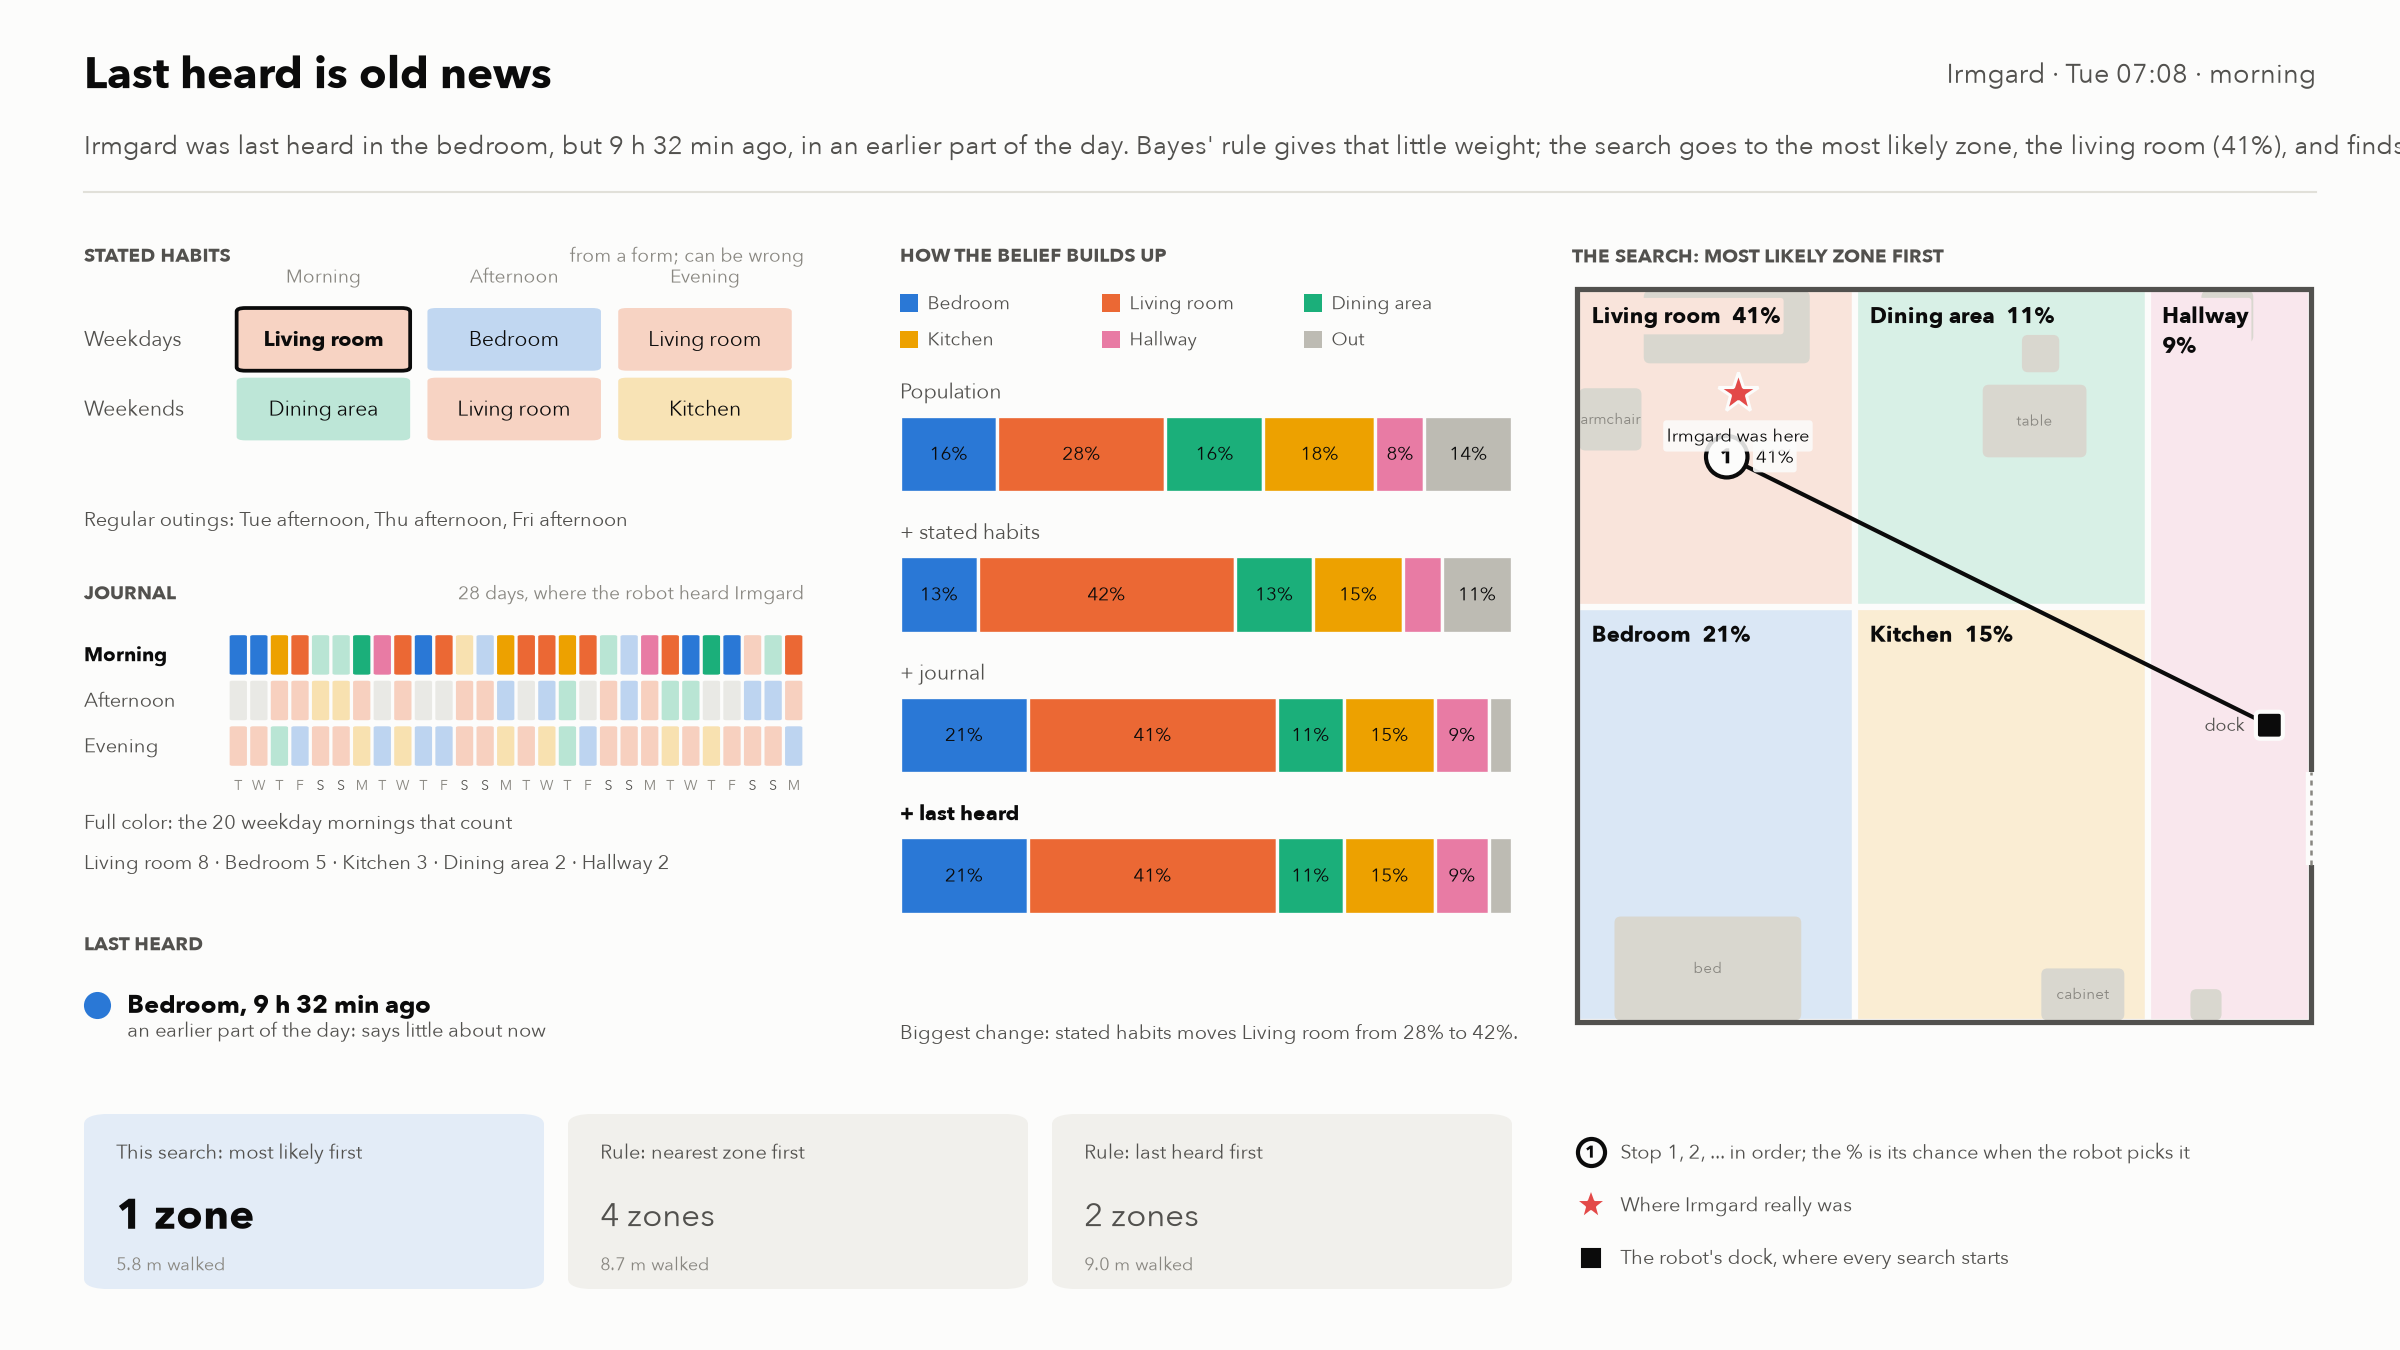 Last heard is old news
Irmgard · Tue 07:08 · morning
Irmgard was last heard in the bedroom, but 9 h 32 min ago, in an earlier part of the day. Bayes' rule gives that little weight; the search goes to the most likely zone, the living room (41%), and finds
STATED HABITS
from a form; can be wrong
Morning Afternoon Evening
Weekdays Living room Bedroom Living room
Weekends Dining area Living room Kitchen
Regular outings: Tue afternoon, Thu afternoon, Fri afternoon
JOURNAL
28 days, where the robot heard Irmgard
Morning
Afternoon
Evening
T W T F S S M T W T F S S M T W T F S S M T W T F S S M
Full color: the 20 weekday mornings that count
Living room 8 · Bedroom 5 · Kitchen 3 · Dining area 2 · Hallway 2
LAST HEARD
Bedroom, 9 h 32 min ago
an earlier part of the day: says little about now
HOW THE BELIEF BUILDS UP
Bedroom Living room Dining area
Kitchen Hallway Out
Population
16% 28% 16% 18% 8% 14%
+ stated habits
13% 42% 13% 15% 11%
+ journal
21% 41% 11% 15% 9%
+ last heard
21% 41% 11% 15% 9%
Biggest change: stated habits moves Living room from 28% to 42%.
THE SEARCH: MOST LIKELY ZONE FIRST
Living room 41%
Dining area 11%
Hallway
9%
armchair
table
Irmgard was here
1 41%
Bedroom 21%
Kitchen 15%
dock
bed
cabinet
This search: most likely first
1 zone
5.8 m walked
Rule: nearest zone first
4 zones
8.7 m walked
Rule: last heard first
2 zones
9.0 m walked
1 Stop 1, 2, ... in order; the % is its chance when the robot picks it
Where Irmgard really was
The robot's dock, where every search starts